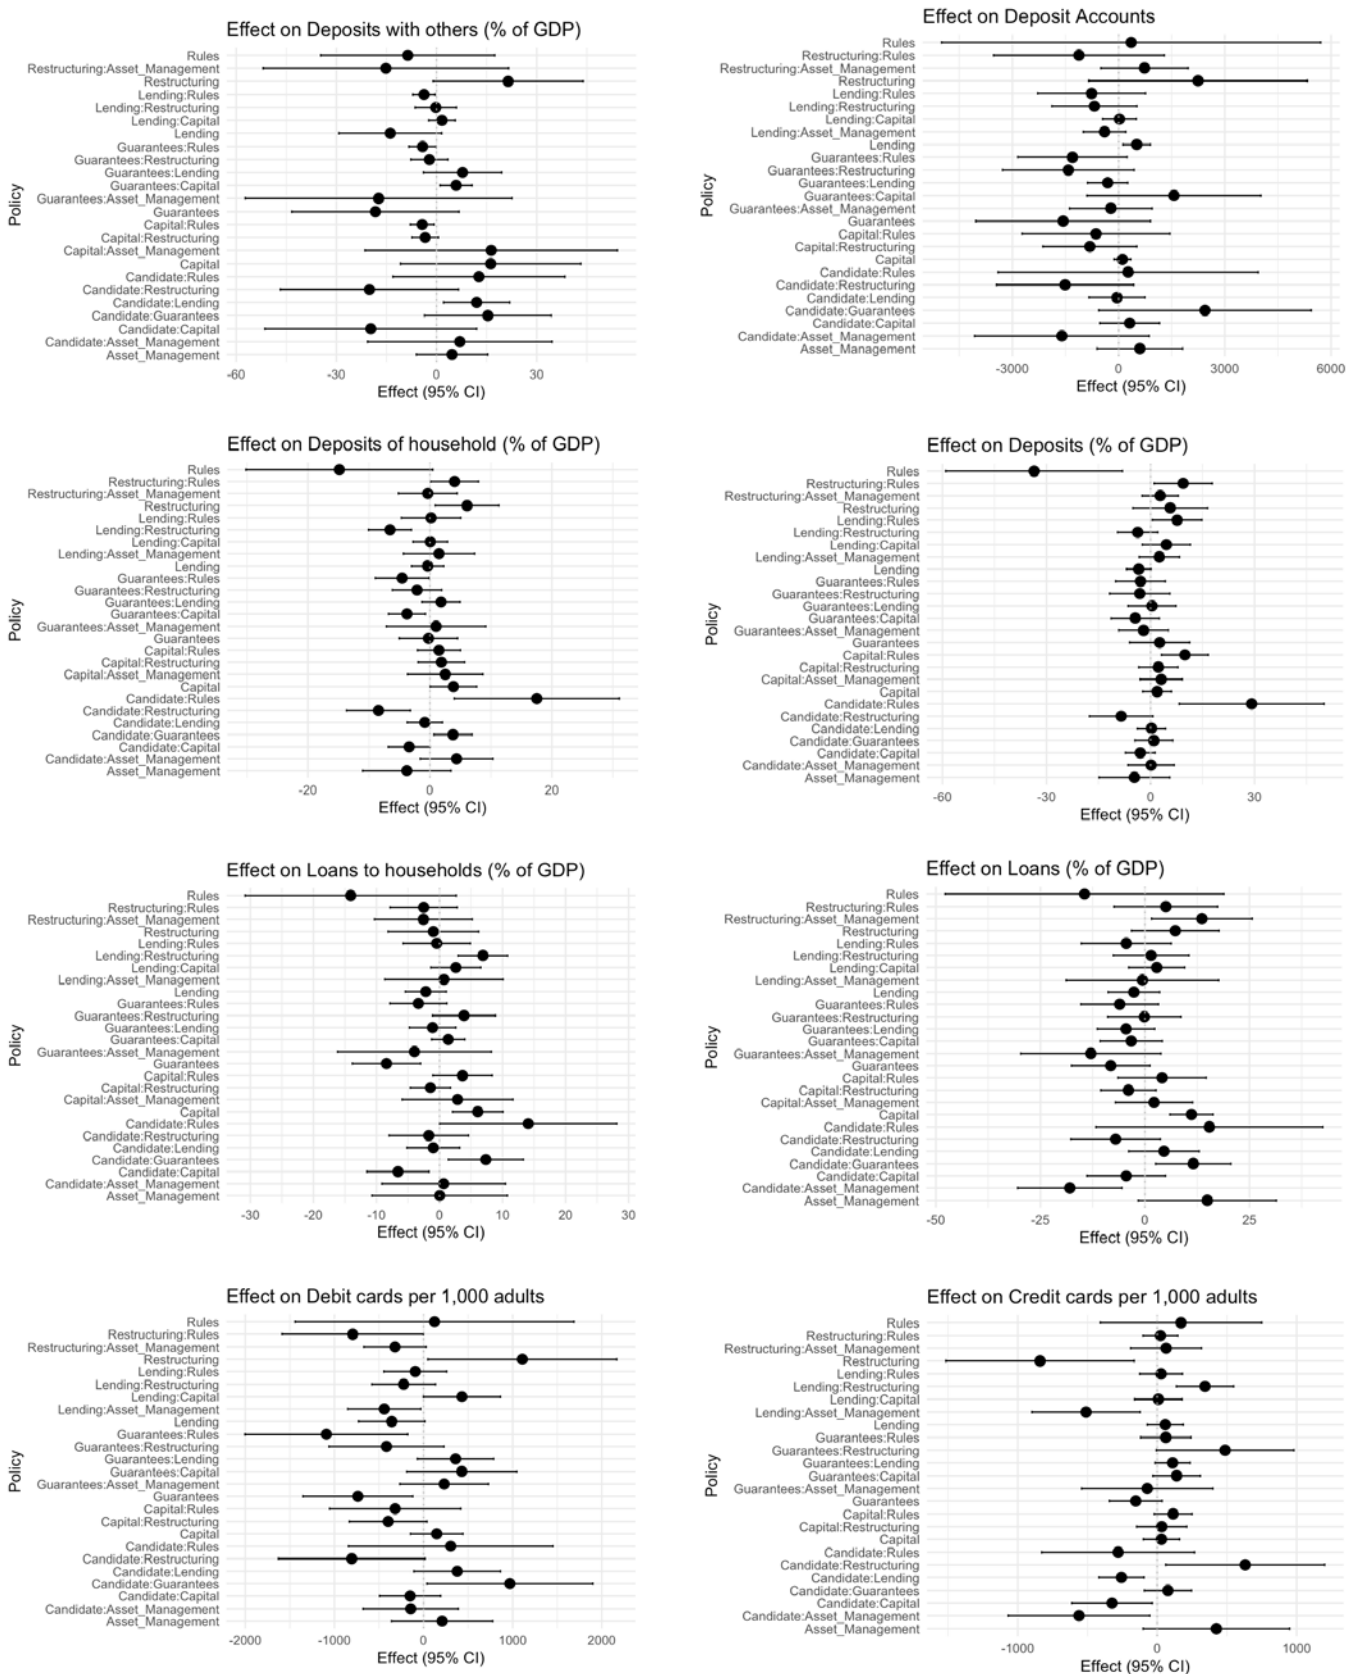 Effect on Deposits with others (% of GDP)
Policy
Rules
Restructuring:Asset_Management
Restructuring
Lending:Rules
Lending:Restructuring
Lending:Capital
Lending
Guarantees:Rules
Guarantees:Restructuring
Guarantees:Lending
Guarantees:Capital
Guarantees:Asset_Management
Guarantees
Capital:Rules
Capital:Restructuring
Capital:Asset_Management
Capital
Candidate:Rules
Candidate:Restructuring
Candidate:Lending
Candidate:Guarantees
Candidate:Capital
Candidate:Asset_Management
Asset_Management
-60 -30 0 30
Effect (95% CI)
Effect on Deposit Accounts
Policy
Rules
Restructuring:Rules
Restructuring:Asset_Management
Restructuring
Lending:Rules
Lending:Restructuring
Lending:Capital
Lending:Asset_Management
Lending
Guarantees:Rules
Guarantees:Restructuring
Guarantees:Lending
Guarantees:Capital
Guarantees:Asset_Management
Guarantees
Capital:Rules
Capital:Restructuring
Capital
Candidate:Rules
Candidate:Restructuring
Candidate:Lending
Candidate:Guarantees
Candidate:Capital
Candidate:Asset_Management
Asset_Management
-3000 0 3000 6000
Effect (95% CI)
Effect on Deposits of household (% of GDP)
Policy
Rules
Restructuring:Rules
Restructuring:Asset_Management
Restructuring
Lending:Rules
Lending:Restructuring
Lending:Capital
Lending:Asset_Management
Lending
Guarantees:Rules
Guarantees:Restructuring
Guarantees:Lending
Guarantees:Capital
Guarantees:Asset_Management
Guarantees
Capital:Rules
Capital:Restructuring
Capital:Asset_Management
Capital
Candidate:Rules
Candidate:Restructuring
Candidate:Lending
Candidate:Guarantees
Candidate:Capital
Candidate:Asset_Management
Asset_Management
-20 0 20
Effect (95% CI)
Effect on Deposits (% of GDP)
Policy
Rules
Restructuring:Rules
Restructuring:Asset_Management
Restructuring
Lending:Rules
Lending:Restructuring
Lending:Capital
Lending:Asset_Management
Lending
Guarantees:Rules
Guarantees:Restructuring
Guarantees:Lending
Guarantees:Capital
Guarantees:Asset_Management
Guarantees
Capital:Rules
Capital:Restructuring
Capital:Asset_Management
Capital
Candidate:Rules
Candidate:Restructuring
Candidate:Lending
Candidate:Guarantees
Candidate:Capital
Candidate:Asset_Management
Asset_Management
-60 -30 0 30
Effect (95% CI)
Effect on Loans to households (% of GDP)
Policy
Rules
Restructuring:Rules
Restructuring:Asset_Management
Restructuring
Lending:Rules
Lending:Restructuring
Lending:Capital
Lending:Asset_Management
Lending
Guarantees:Rules
Guarantees:Restructuring
Guarantees:Lending
Guarantees:Capital
Guarantees:Asset_Management
Guarantees
Capital:Rules
Capital:Restructuring
Capital:Asset_Management
Capital
Candidate:Rules
Candidate:Restructuring
Candidate:Lending
Candidate:Guarantees
Candidate:Capital
Candidate:Asset_Management
Asset_Management
-30 -20 -10 0 10 20 30
Effect (95% CI)
Effect on Loans (% of GDP)
Policy
Rules
Restructuring:Rules
Restructuring:Asset_Management
Restructuring
Lending:Rules
Lending:Restructuring
Lending:Capital
Lending:Asset_Management
Lending
Guarantees:Rules
Guarantees:Restructuring
Guarantees:Lending
Guarantees:Capital
Guarantees:Asset_Management
Guarantees
Capital:Rules
Capital:Restructuring
Capital:Asset_Management
Capital
Candidate:Rules
Candidate:Restructuring
Candidate:Lending
Candidate:Guarantees
Candidate:Capital
Candidate:Asset_Management
Asset_Management
-50 -25 0 25
Effect (95% CI)
Effect on Debit cards per 1,000 adults
Policy
Rules
Restructuring:Rules
Restructuring:Asset_Management
Restructuring
Lending:Rules
Lending:Restructuring
Lending:Capital
Lending:Asset_Management
Lending
Guarantees:Rules
Guarantees:Restructuring
Guarantees:Lending
Guarantees:Capital
Guarantees:Asset_Management
Guarantees
Capital:Rules
Capital:Restructuring
Capital
Candidate:Rules
Candidate:Restructuring
Candidate:Lending
Candidate:Guarantees
Candidate:Capital
Candidate:Asset_Management
Asset_Management
-2000 -1000 0 1000 2000
Effect (95% CI)
Effect on Credit cards per 1,000 adults
Policy
Rules
Restructuring:Rules
Restructuring:Asset_Management
Restructuring
Lending:Rules
Lending:Restructuring
Lending:Capital
Lending:Asset_Management
Lending
Guarantees:Rules
Guarantees:Restructuring
Guarantees:Lending
Guarantees:Capital
Guarantees:Asset_Management
Guarantees
Capital:Rules
Capital:Restructuring
Capital
Candidate:Rules
Candidate:Restructuring
Candidate:Lending
Candidate:Guarantees
Candidate:Capital
Candidate:Asset_Management
Asset_Management
-1000 0 1000
Effect (95% CI)